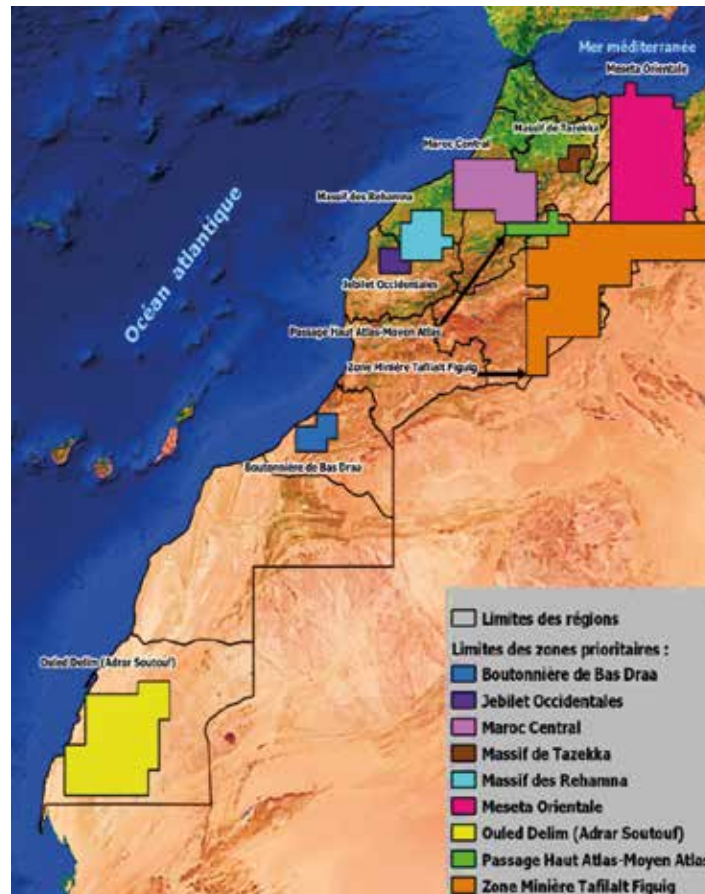 Mer méditerranée
Meseta Orientale
Massif de Tazekka
Maroc Central
Massif des Rehamna
Océan atlantique
Jebilet Occidentales
Passage Haut Atlas-Moyen Atlas
Zone Minière Tafilalt Figuig
Boutonnière de Bas Draa
Ouled Delim (Adrar Soutouf)
Limites des régions
Limites des zones prioritaires :
Boutonnière de Bas Draa
Jebilet Occidentales
Maroc Central
Massif de Tazekka
Massif des Rehamna
Meseta Orientale
Ouled Delim (Adrar Soutouf)
Passage Haut Atlas-Moyen Atlas
Zone Minière Tafilalt Figuig